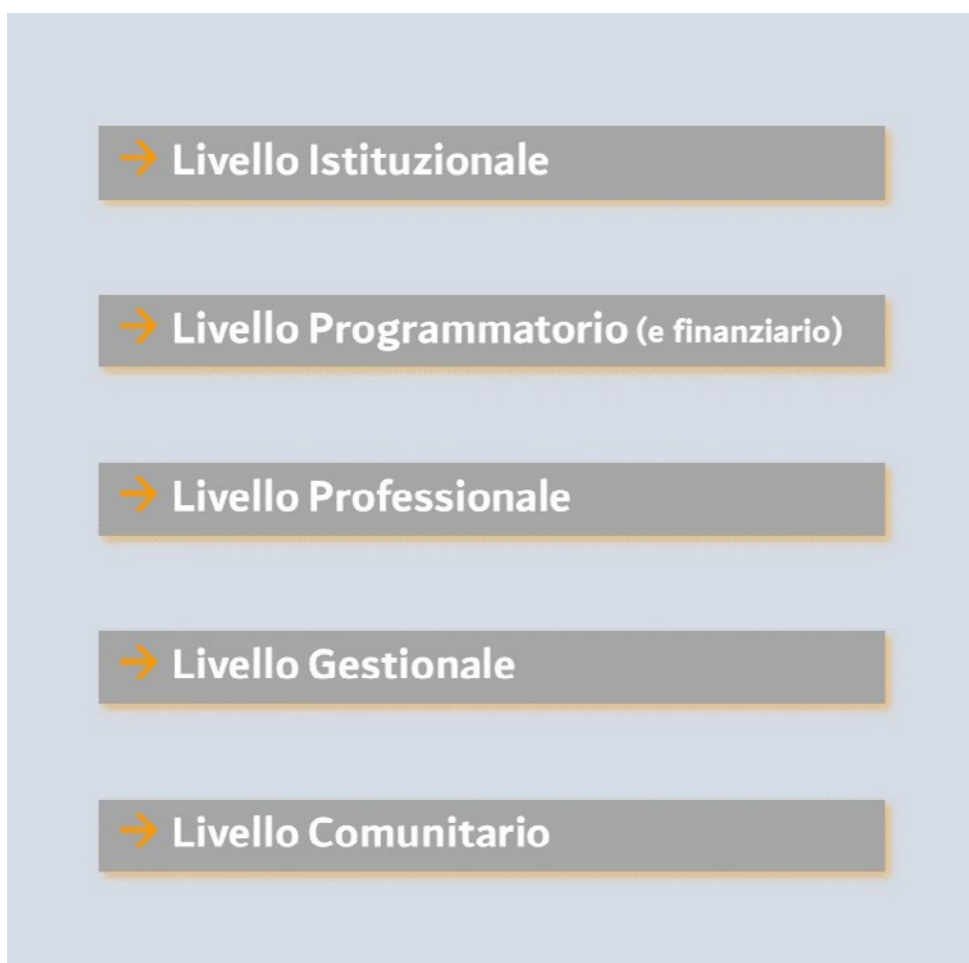 → Livello Istituzionale
→ Livello Programmatorio (e finanziario)
→ Livello Professionale
→ Livello Gestionale
→ Livello Comunitario